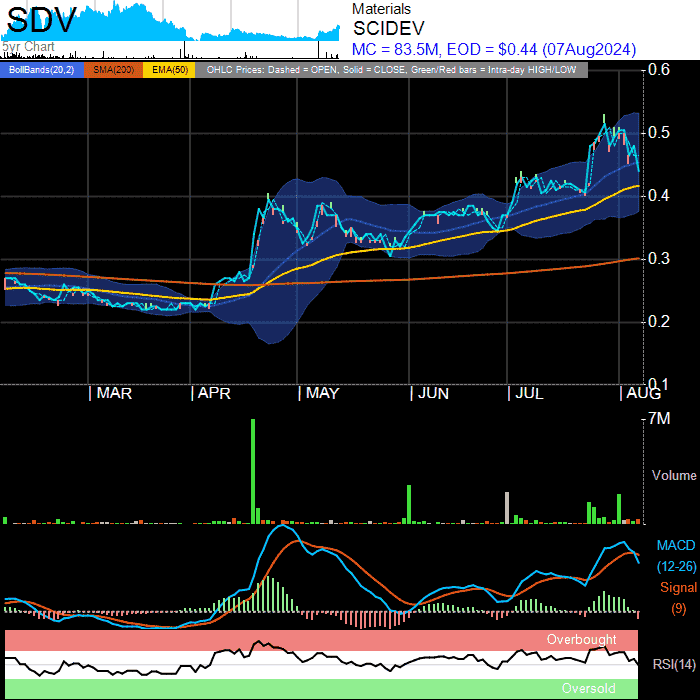 SDV
5yr Chart
Materials
SCIDEV
MC = 83.5M, EOD = $0.44 (07Aug2024)
BollBands(20,2) SMA(200) EMA(50) OHLC Prices: Dashed = OPEN, Solid = CLOSE, Green/Red bars = Intra-day HIGH/LOW
0.6
0.5
0.4
0.3
0.2
0.1
MAR APR MAY JUN JUL AUG
7M
Volume
MACD
(12-26)
Signal
(9)
Overbought
RSI(14)
Oversold